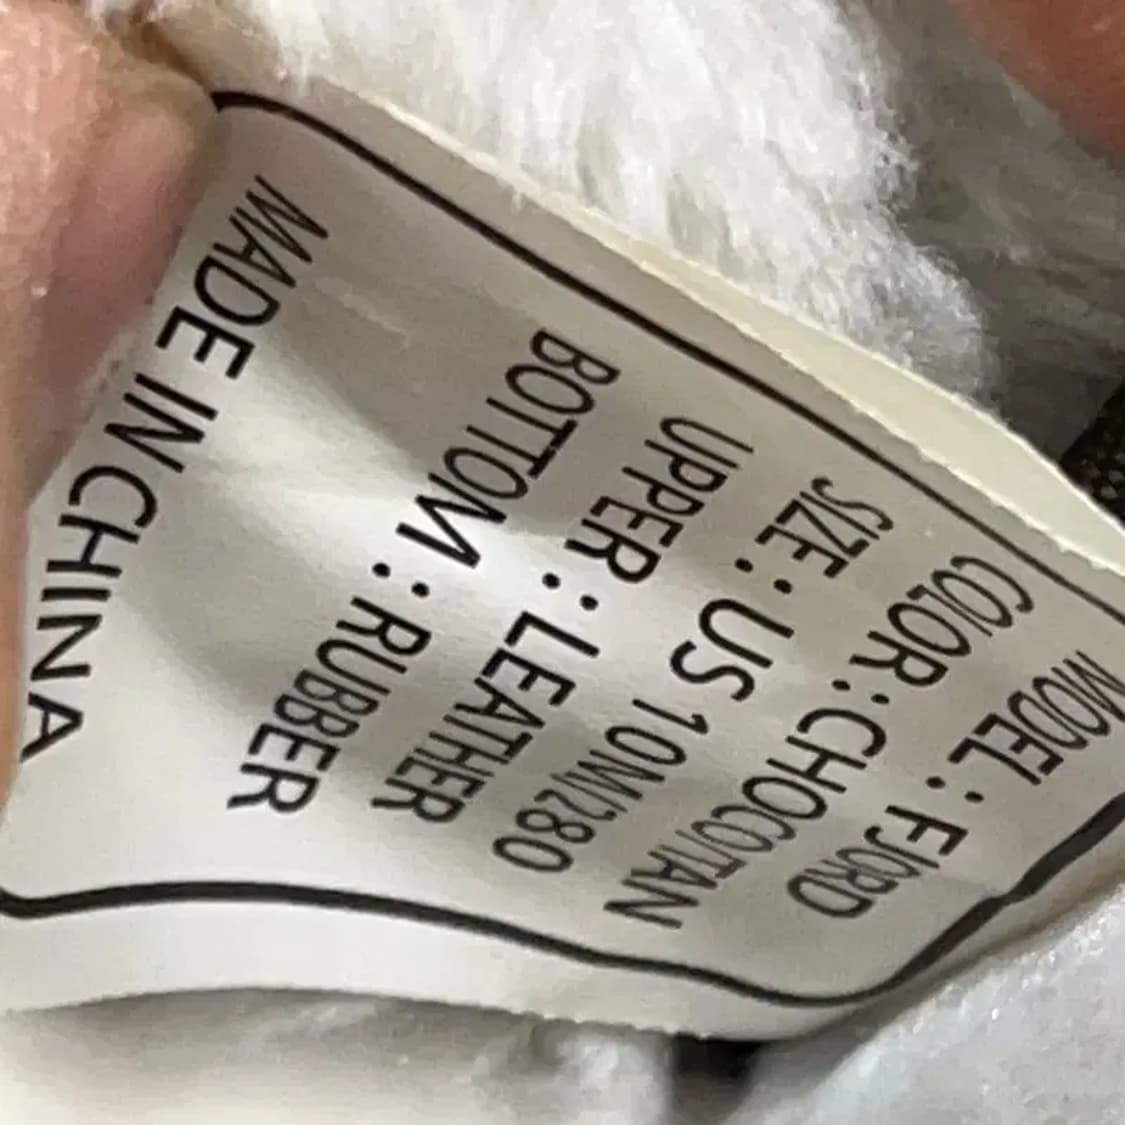 MODEL : FJORD
COLOR : CHOCO/TAN
SIZE : US 10M/280
UPPER : LEATHER
BOTTOM : RUBBER
MADE IN CHINA